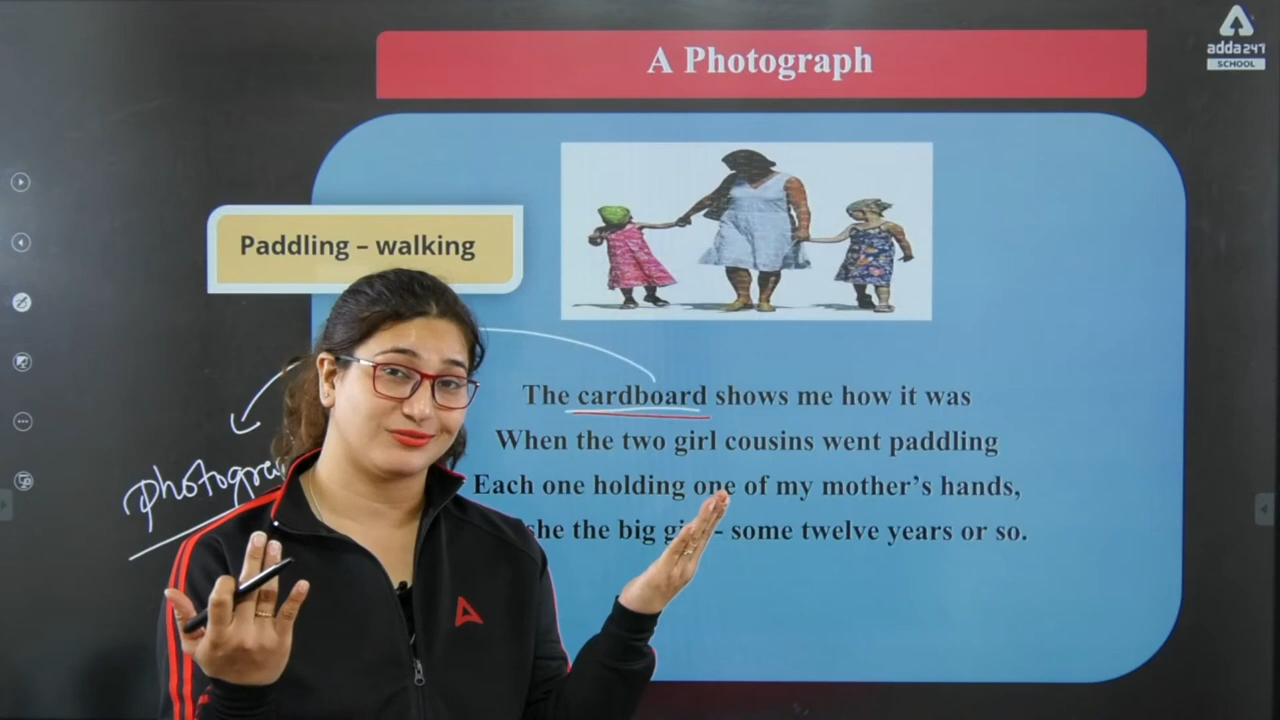 A Photograph
adda247
SCHOOL
Paddling – walking
The cardboard shows me how it was
When the two girl cousins went paddling
Each one holding one of my mother's hands,
she the big - some twelve years or so.